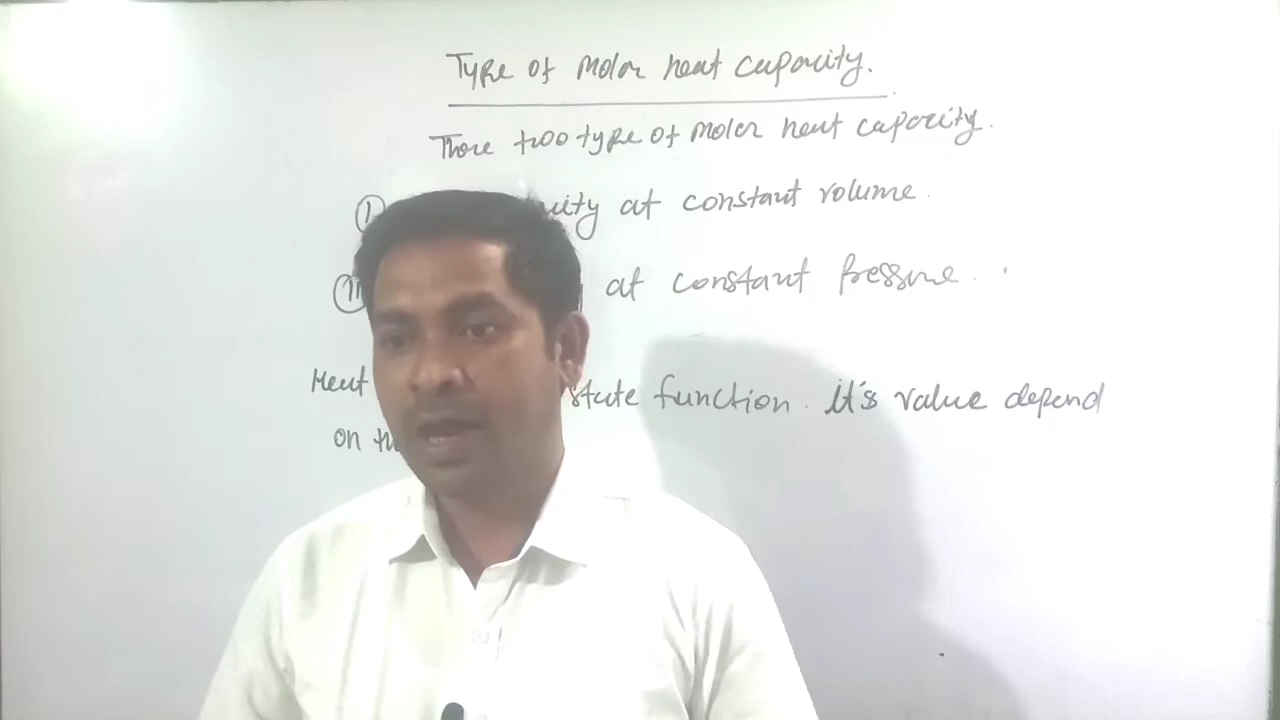 Type of molar heat capacity.
There two type of molar heat capacity.
I at constant volume.
II at constant Pressure.
Heat state function. it's value depend
on